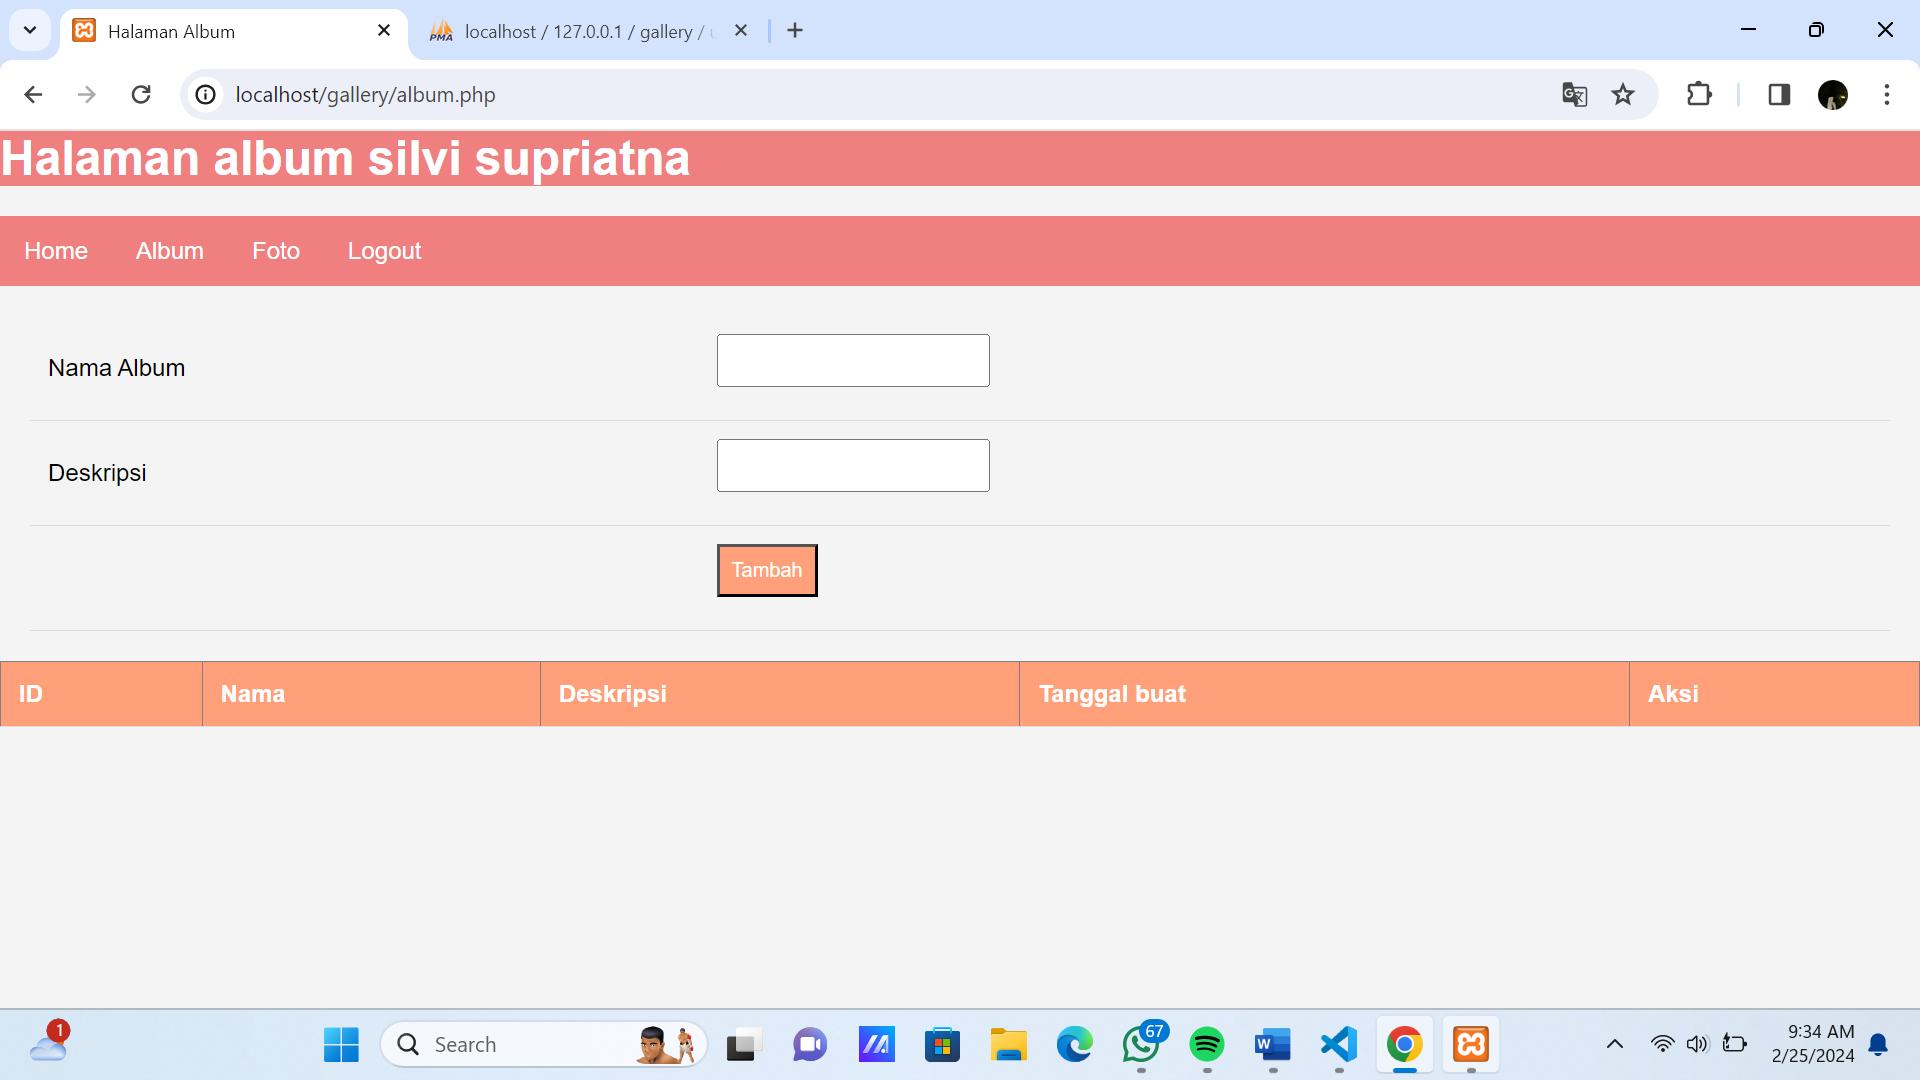 Halaman Album
PMA
localhost / 127.0.0.1 / gallery /
localhost/gallery/album.php
Halaman album silvi supriatna
Home Album Foto Logout
Nama Album
Deskripsi
Tambah
ID Nama Deskripsi Tanggal buat Aksi
1
Search
67
9:34 AM
2/25/2024